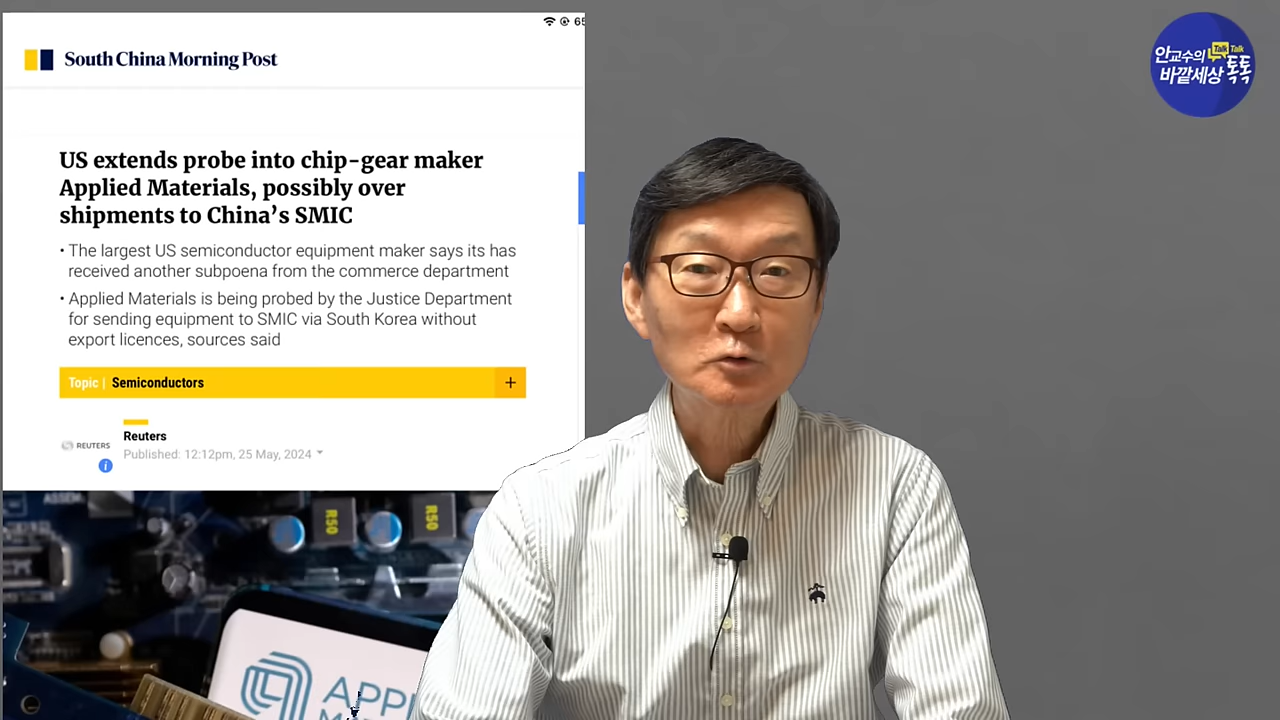 65
South China Morning Post
US extends probe into chip-gear maker
Applied Materials, possibly over
shipments to China's SMIC
• The largest US semiconductor equipment maker says its has
received another subpoena from the commerce department
• Applied Materials is being probed by the Justice Department
for sending equipment to SMIC via South Korea without
export licences, sources said
Topic | Semiconductors +
Reuters
REUTERS
Published: 12:12pm, 25 May, 2024
i
R50
R50
APPL
안교수의 Talk Talk
바깥세상 톡톡